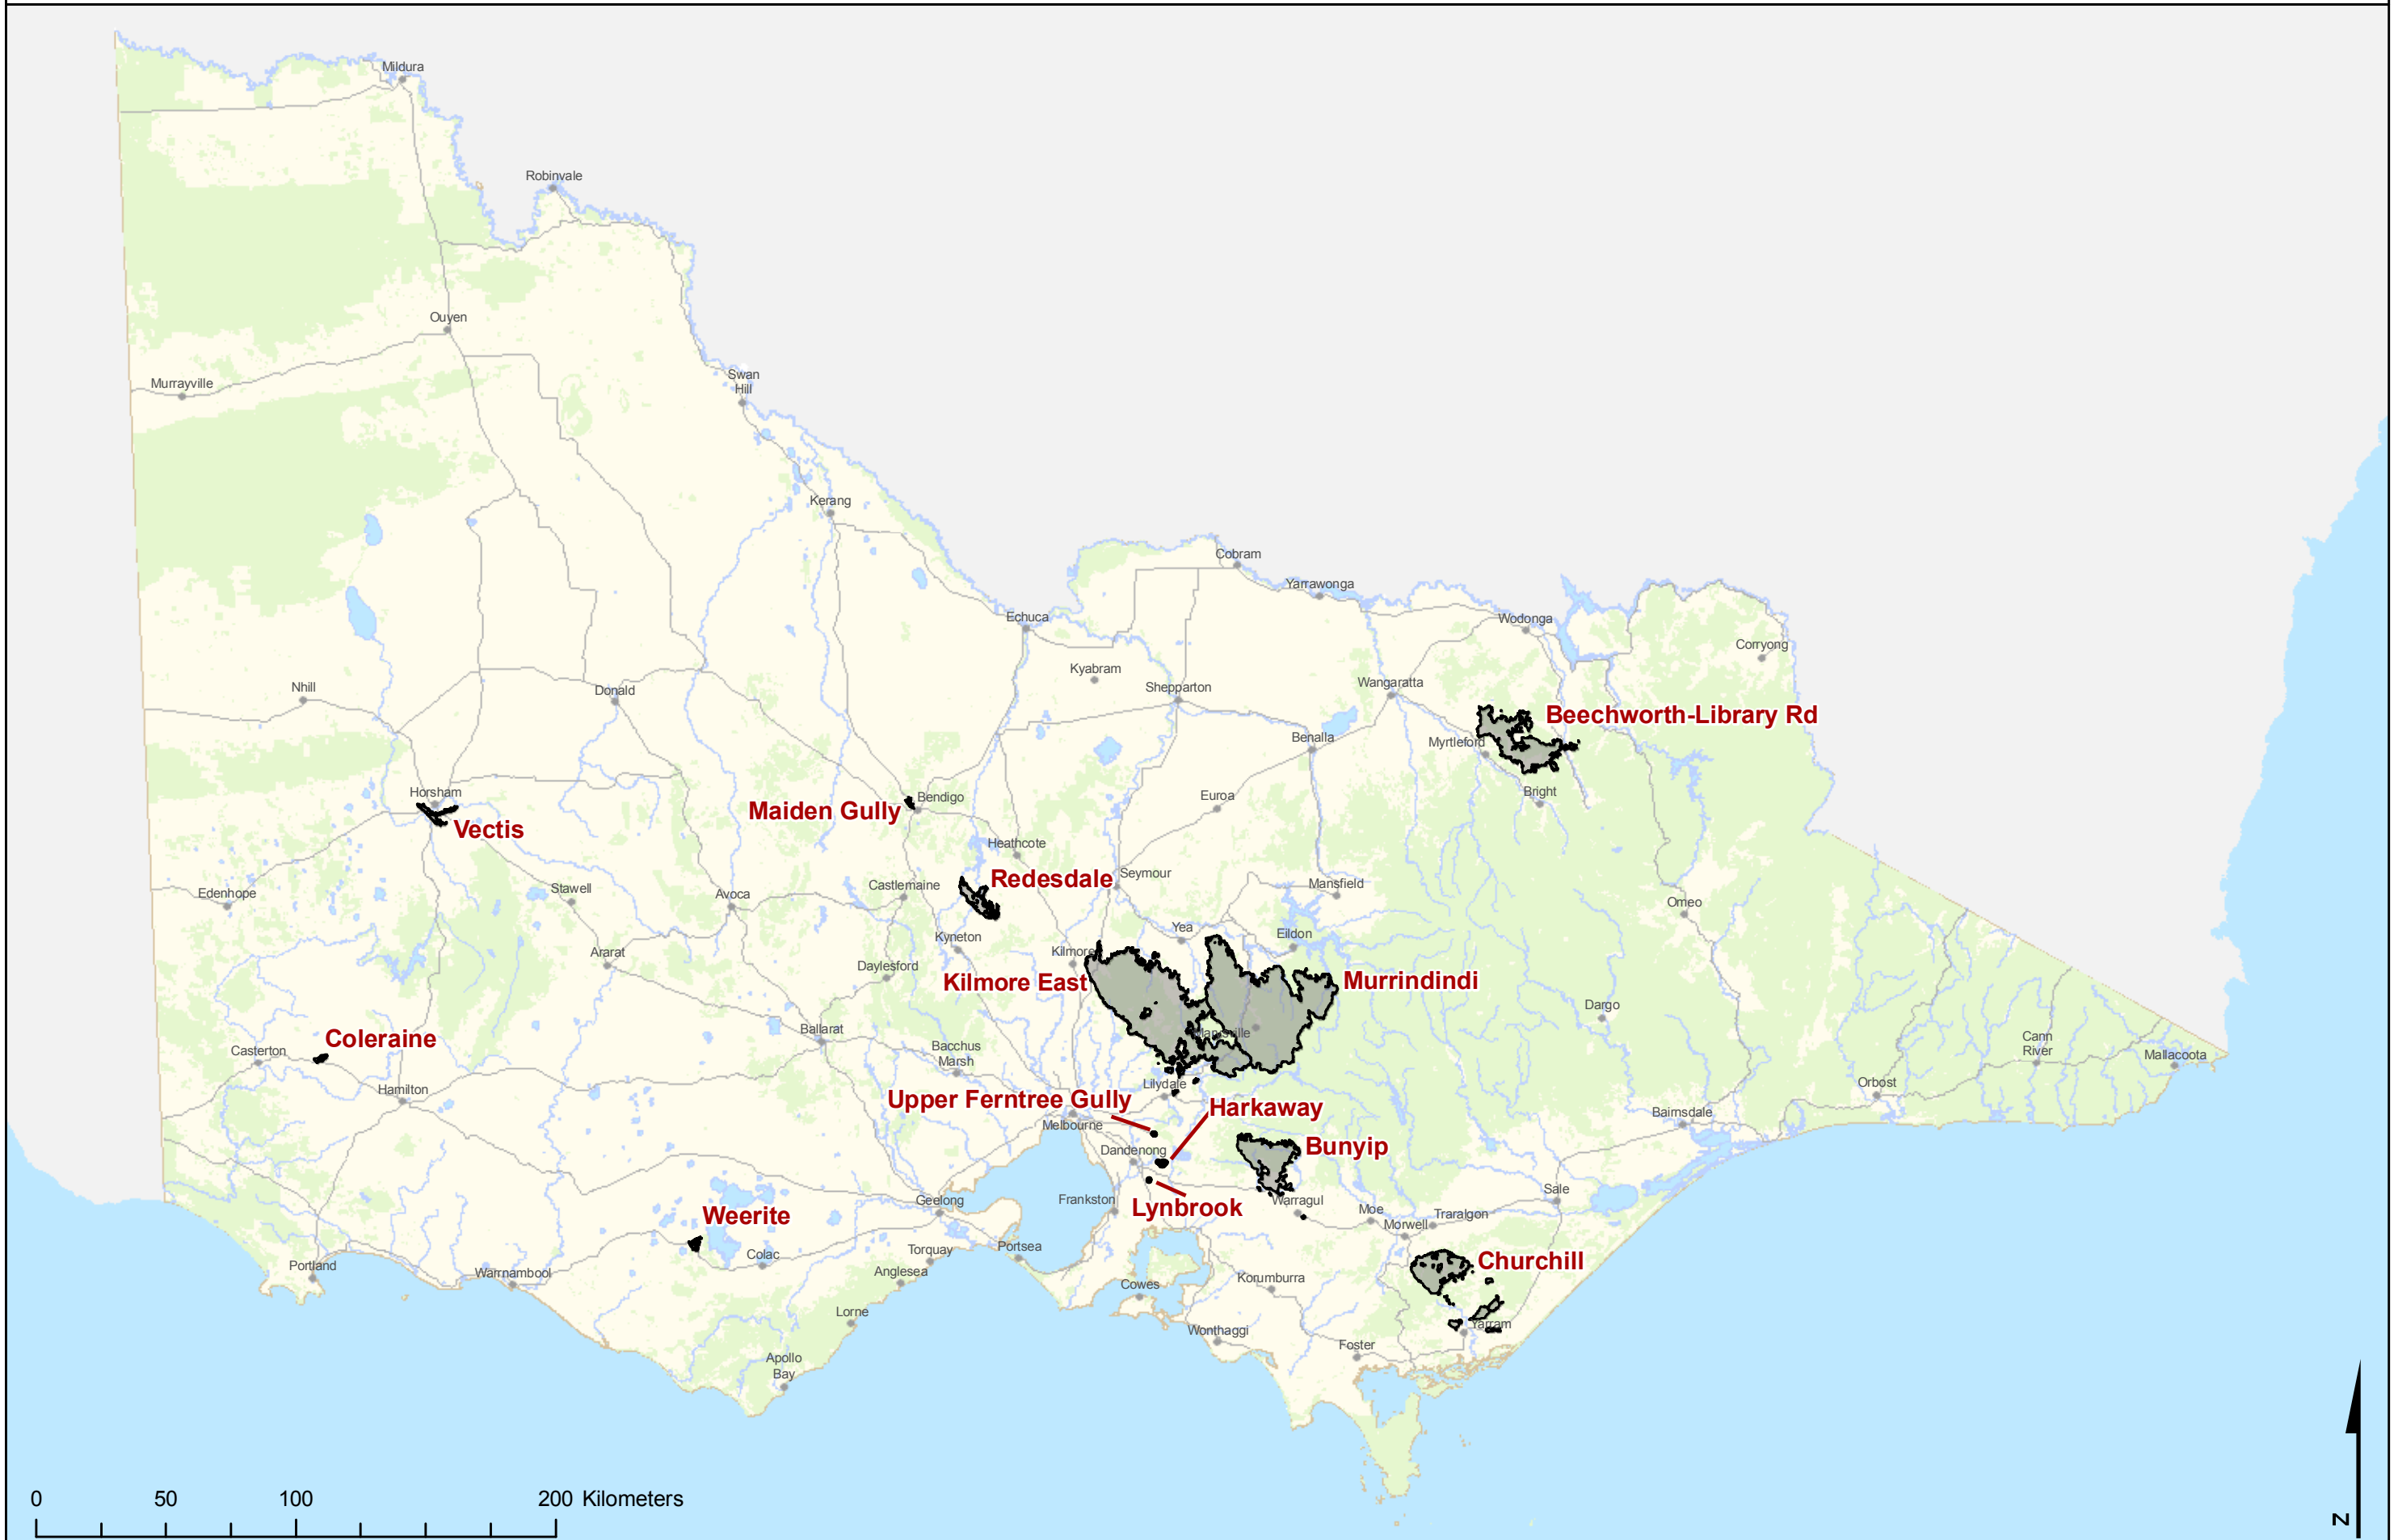 Mildura
Robinvale
Ouyen
Murrayville
Swan
Hill
Kerang
Cobram
Yarrawonga
Echuca
Wodonga
Corryong
Kyabram
Nhill
Donald
Shepparton
Wangaratta
Beechworth-Library Rd
Benalla
Myrtleford
Horsham
Vectis
Maiden Gully
Bendigo
Euroa
Bright
Heathcote
Redesdale
Seymour
Edenhope
Stawell
Avoca
Castlemaine
Mansfield
Omeo
Yea
Eildon
Kyneton
Kilmore
Ararat
Daylesford
Kilmore East
Murrindindi
Dargo
Marysville
Coleraine
Casterton
Ballarat
Bacchus
Marsh
Cann
River
Mallacoota
Hamilton
Lilydale
Orbost
Upper Ferntree Gully
Harkaway
Bairnsdale
Melbourne
Dandenong
Bunyip
Geelong
Frankston
Lynbrook
Warragul
Sale
Weerite
Moe
Morwell
Traralgon
Colac
Torquay
Portsea
Churchill
Portland
Warrnambool
Anglesea
Cowes
Korumburra
Lorne
Wonthaggi
Yarram
Foster
Apollo
Bay
0 50 100 200 Kilometers
N